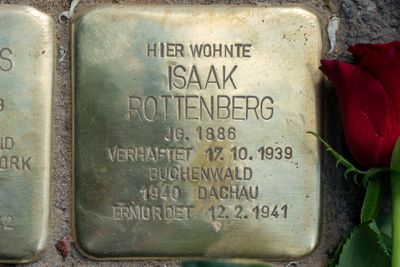 HIER WOHNTE
ISAAK
ROTTENBERG
JG. 1886
VERHAFTET 17. 10. 1939
BUCHENWALD
1940 DACHAU
ERMORDET 12. 2. 1941